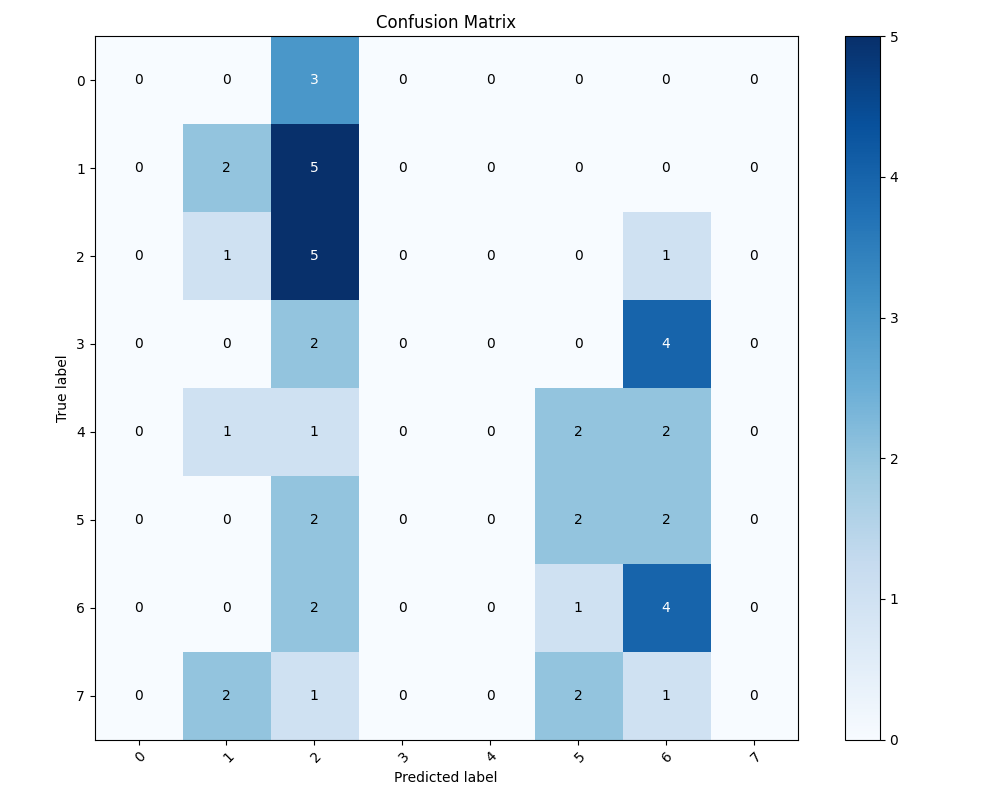 Confusion Matrix
True label
0 0 0 3 0 0 0 0 0
1 0 2 5 0 0 0 0 0
2 0 1 5 0 0 0 1 0
3 0 0 2 0 0 0 4 0
4 0 1 1 0 0 2 2 0
5 0 0 2 0 0 2 2 0
6 0 0 2 0 0 1 4 0
7 0 2 1 0 0 2 1 0
0 1 2 3 4 5 6 7
Predicted label
5
4
3
2
1
0